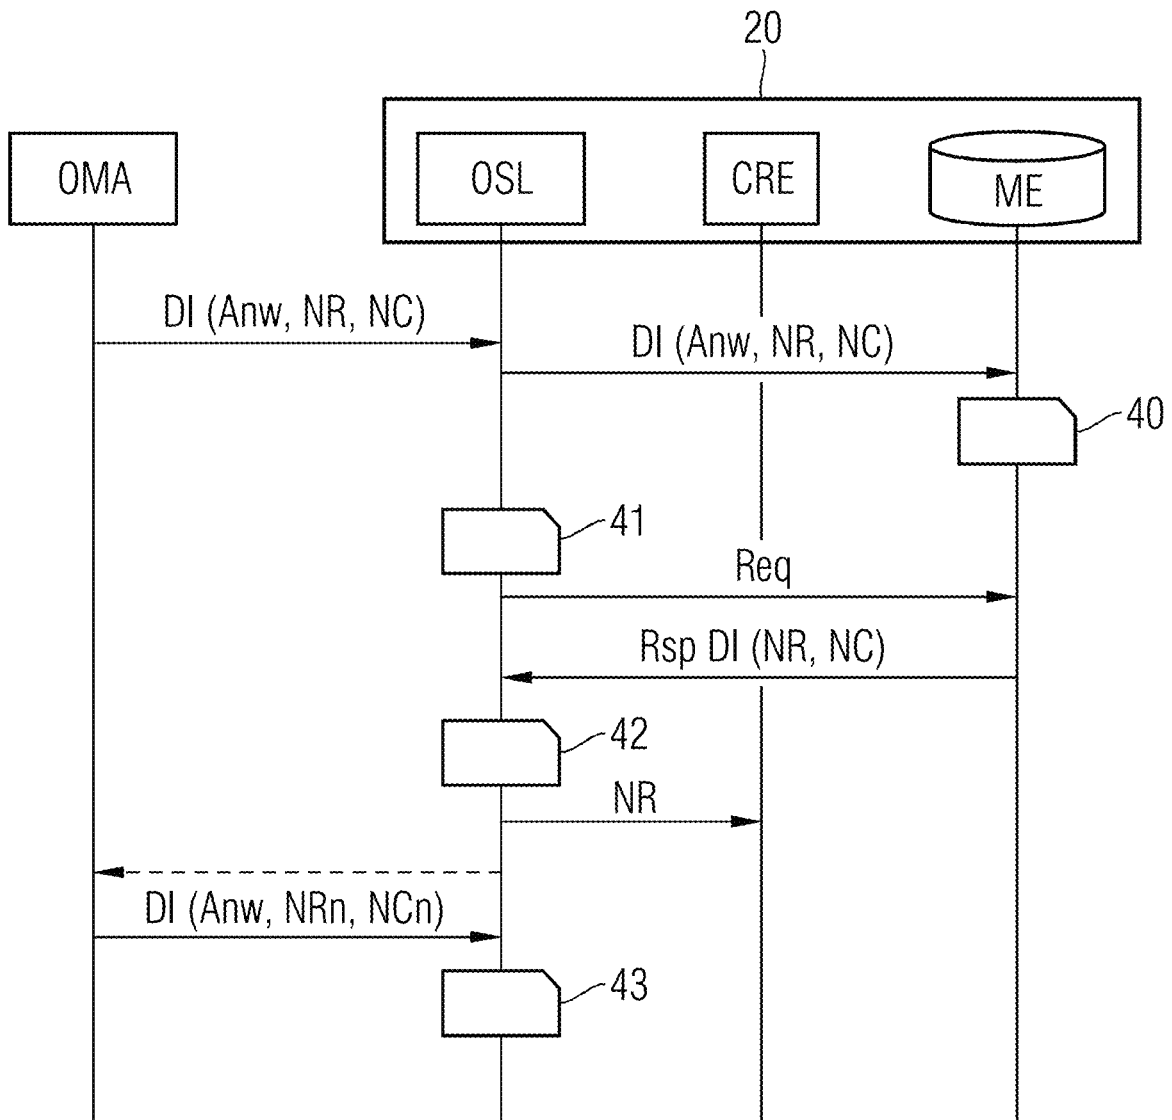 20
OMA
OSL
CRE
ME
DI (Anw, NR, NC)
DI (Anw, NR, NC)
40
41
Req
Rsp DI (NR, NC)
42
NR
DI (Anw, NRn, NCn)
43